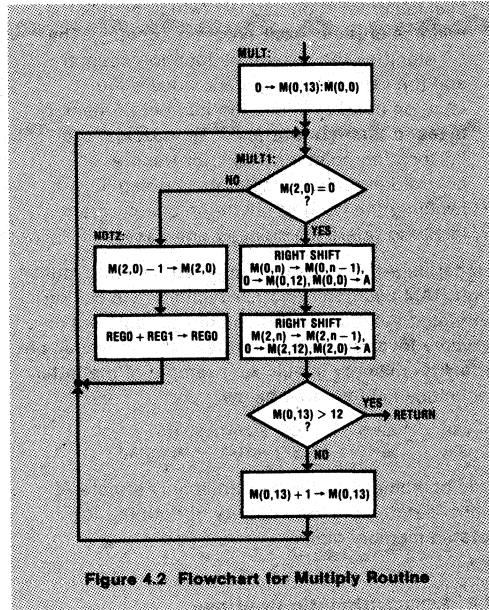 MULT:
0 → M(0,13):M(0,0)
MULT1:
M(2,0) = 0
?
NO
YES
NOTZ:
M(2,0) – 1 → M(2,0)
REG0 + REG1 → REG0
RIGHT SHIFT
M(0,n) → M(0,n – 1),
0 → M(0,12), M(0,0) → A
RIGHT SHIFT
M(2,n) → M(2,n – 1),
0 → M(2,12), M(2,0) → A
M(0,13) > 12
?
YES
RETURN
NO
M(0,13) + 1 → M(0,13)
Figure 4.2 Flowchart for Multiply Routine